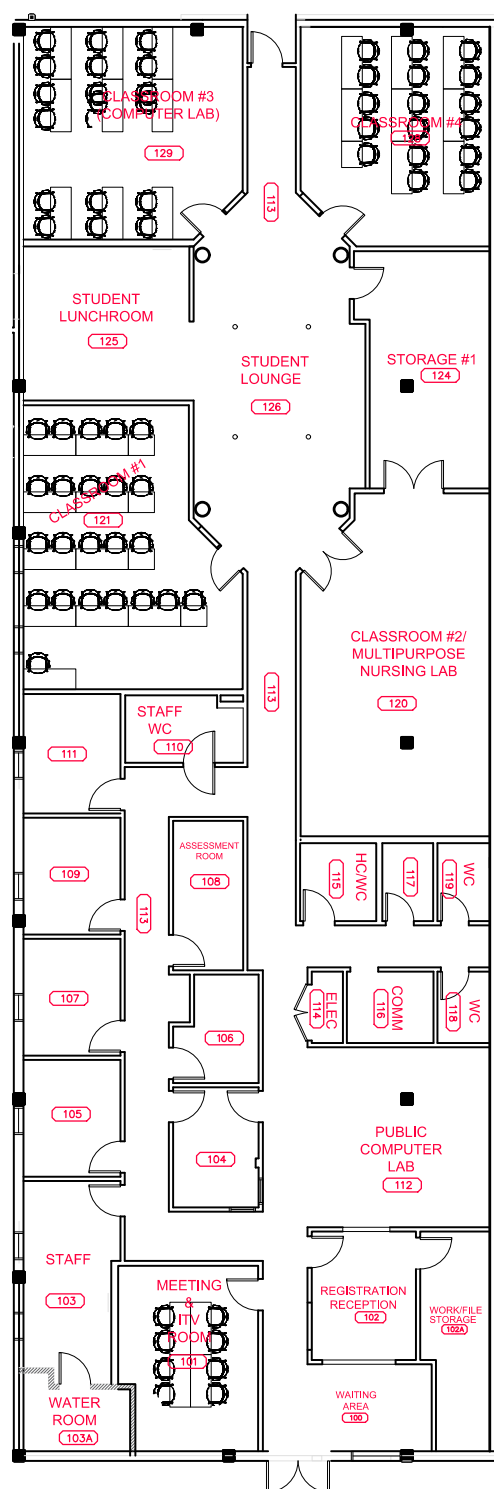 CLASSROOM #3
(COMPUTER LAB)
129
CLASSROOM #4
128
113
STUDENT
LUNCHROOM
125
STUDENT
LOUNGE
126
STORAGE #1
124
CLASSROOM #1
121
CLASSROOM #2/
MULTIPURPOSE
NURSING LAB
120
113
STAFF
WC
110
111
ASSESSMENT
ROOM
108
109
113
HC/WC
115
117
WC
119
107
106
ELEC
114
COMM
116
WC
118
105
104
PUBLIC
COMPUTER
LAB
112
STAFF
103
MEETING
&
ITV
ROOM
101
REGISTRATION
RECEPTION
102
WORK/FILE
STORAGE
102A
WATER
ROOM
103A
WAITING
AREA
100